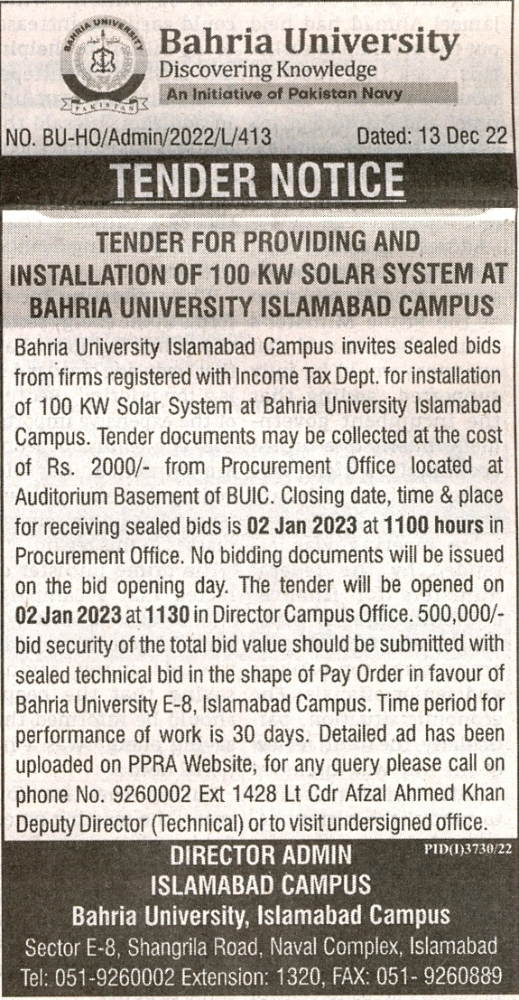 BAHRIA UNIVERSITY
PAKISTAN
Bahria University
Discovering Knowledge
An Initiative of Pakistan Navy
NO. BU-HO/Admin/2022/L/413 Dated: 13 Dec 22
TENDER NOTICE
TENDER FOR PROVIDING AND
INSTALLATION OF 100 KW SOLAR SYSTEM AT
BAHRIA UNIVERSITY ISLAMABAD CAMPUS
Bahria University Islamabad Campus invites sealed bids
from firms registered with Income Tax Dept. for installation
of 100 KW Solar System at Bahria University Islamabad
Campus. Tender documents may be collected at the cost
of Rs. 2000/- from Procurement Office located at
Auditorium Basement of BUIC. Closing date, time & place
for receiving sealed bids is 02 Jan 2023 at 1100 hours in
Procurement Office. No bidding documents will be issued
on the bid opening day. The tender will be opened on
02 Jan 2023 at 1130 in Director Campus Office. 500,000/-
bid security of the total bid value should be submitted with
sealed technical bid in the shape of Pay Order in favour of
Bahria University E-8, Islamabad Campus. Time period for
performance of work is 30 days. Detailed ad has been
uploaded on PPRA Website, for any query please call on
phone No. 9260002 Ext 1428 Lt Cdr Afzal Ahmed Khan
Deputy Director (Technical) or to visit undersigned office.
DIRECTOR ADMIN PID(I)3730/22
ISLAMABAD CAMPUS
Bahria University, Islamabad Campus
Sector E-8, Shangrila Road, Naval Complex, Islamabad
Tel: 051-9260002 Extension: 1320, FAX: 051- 9260889